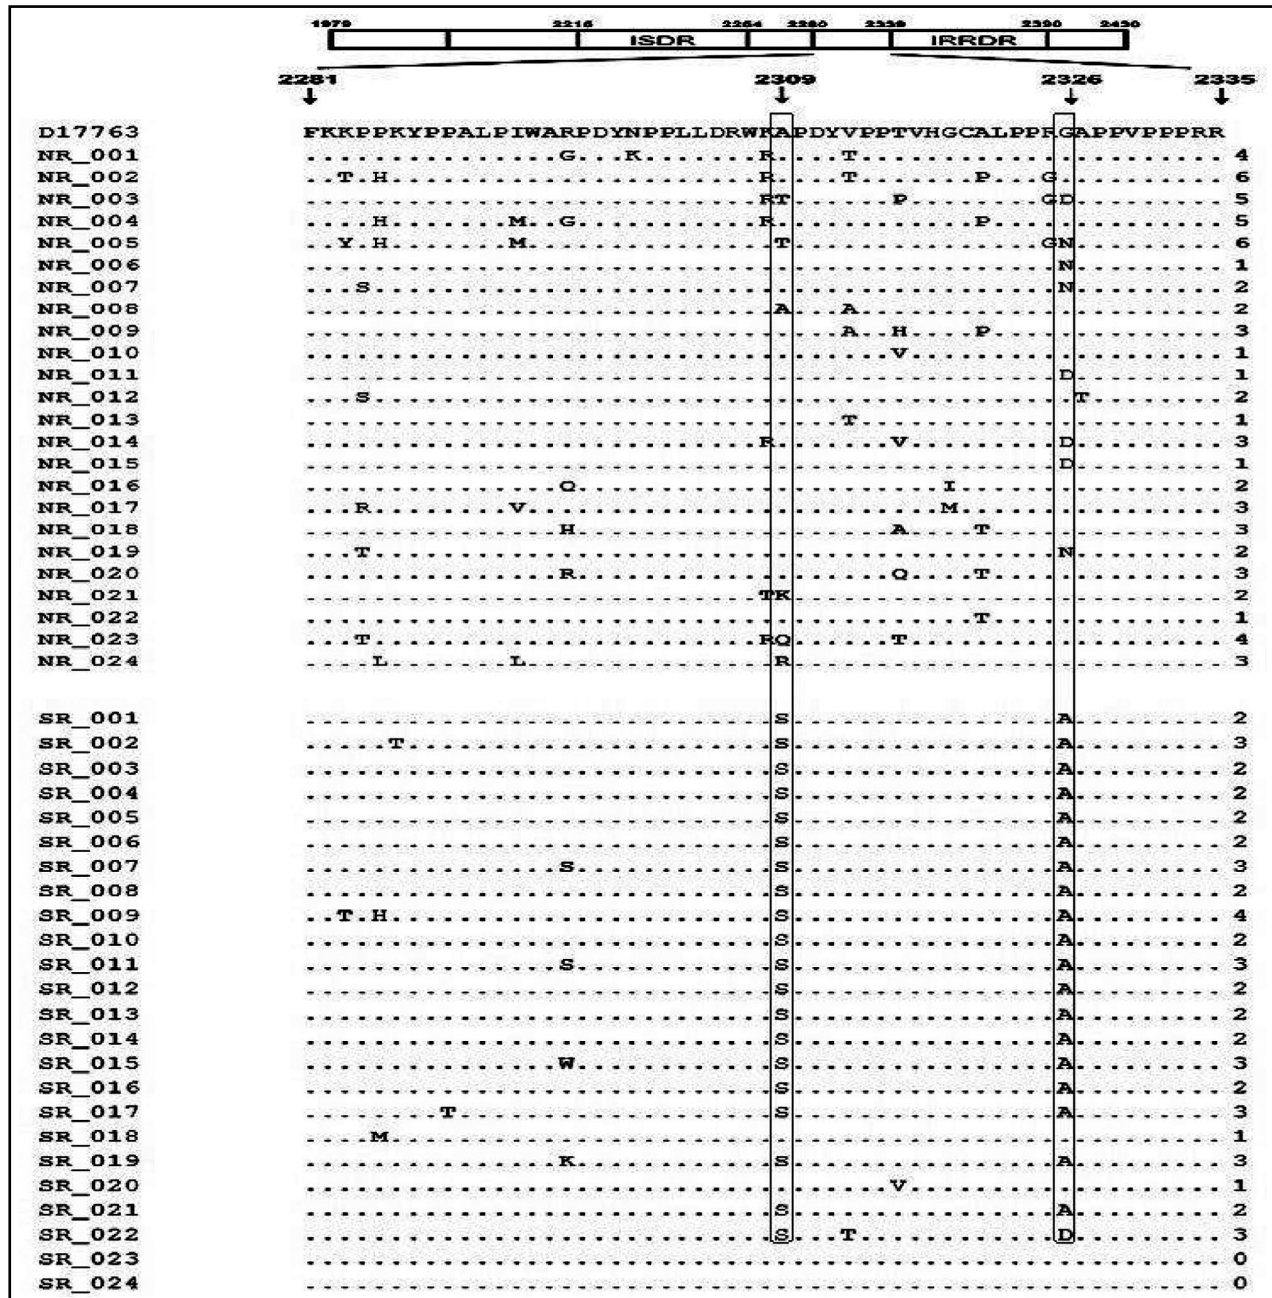 1979 2215 2264 2280 2339 2390 2430
ISDR IRRDR
2281 2309 2326 2335
D17763 FKKPPKYPPALPIWARPDYNPPLLDRWKAPDYVPPTVHGCALPPRGAPPVPPPRR
NR_001 ...............G...K.......R....T...................... 4
NR_002 ..T.H......................R....T.......P...G.......... 6
NR_003 ...........................RT......P........GD......... 5
NR_004 ....H.......M..G...........R............P.............. 5
NR_005 ..Y.H.......M...............T...............GN......... 6
NR_006 .............................................N......... 1
NR_007 ...S.........................................N......... 2
NR_008 ............................A...A...................... 2
NR_009 ................................A..H....P.............. 3
NR_010 ...................................V................... 1
NR_011 .............................................D......... 1
NR_012 ...S..........................................T........ 2
NR_013 ................................T...................... 1
NR_014 ...........................R.......V.........D......... 3
NR_015 .............................................D......... 1
NR_016 ...............Q......................I................ 2
NR_017 ...R........V.........................M................ 3
NR_018 ...............H...................A....T.............. 3
NR_019 ...T.........................................N......... 2
NR_020 ...............R...................Q....T.............. 3
NR_021 ...........................TK.......................... 2
NR_022 ........................................T.............. 1
NR_023 ...T.......................RQ......T................... 4
NR_024 ....L.......L...............R.......................... 3
SR_001 ............................S................A......... 2
SR_002 .....T......................S................A......... 3
SR_003 ............................S................A......... 2
SR_004 ............................S................A......... 2
SR_005 ............................S................A......... 2
SR_006 ............................S................A......... 2
SR_007 ...............S............S................A......... 3
SR_008 ............................S................A......... 2
SR_009 ..T.H.......................S................A......... 4
SR_010 ............................S................A......... 2
SR_011 ...............S............S................A......... 3
SR_012 ............................S................A......... 2
SR_013 ............................S................A......... 2
SR_014 ............................S................A......... 2
SR_015 ...............W............S................A......... 3
SR_016 ............................S................A......... 2
SR_017 ........T...................S................A......... 3
SR_018 ....M.................................................. 1
SR_019 ...............K............S................A......... 3
SR_020 ...................................V................... 1
SR_021 ............................S................A......... 2
SR_022 ............................S...T............D......... 3
SR_023 ....................................................... 0
SR_024 ....................................................... 0